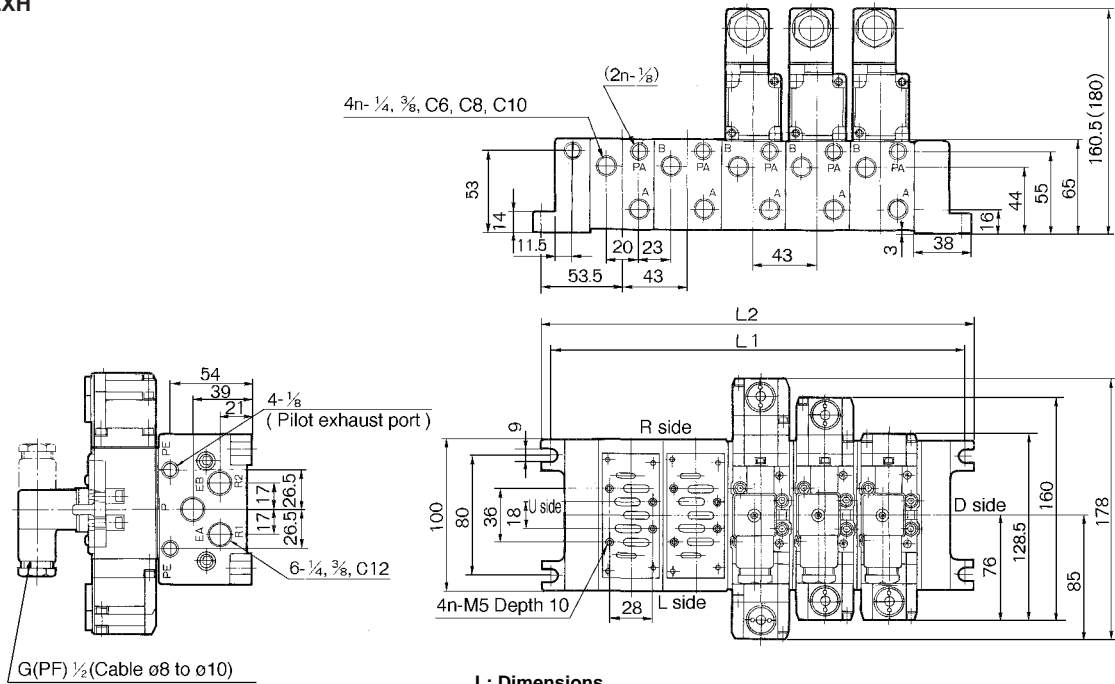 XH
(2n-⅛)
4n- ¼, ⅜, C6, C8, C10
B
B
B
B
PA
PA
PA
PA
PA
A
A
A
A
A
53
14
11.5
20
23
53.5
43
43
3
38
16
44
55
65
160.5(180)
L2
L1
54
39
21
4-⅛
( Pilot exhaust port )
PE
EB
R2
P
EA
R1
PE
17
17
26.5
26.5
6-¼, ⅜, C12
G(PF) ½(Cable ø8 to ø10)
9
R side
100
80
36
18
U side
D side
L side
4n-M5 Depth 10
28
76
128.5
160
85
178
L: Dimensions